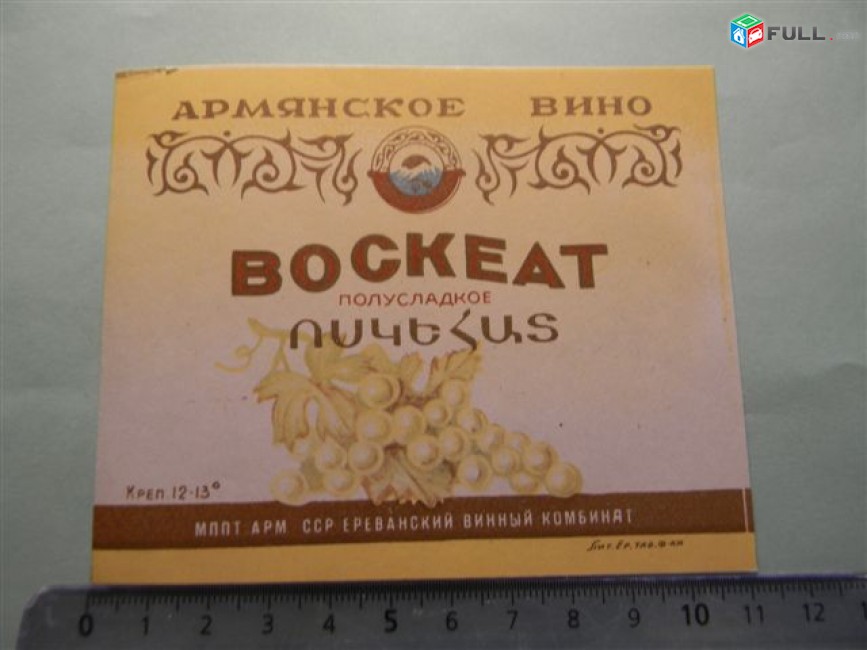 FULL.am
АРМЯНСКОЕ ВИНО
ВОСКЕАТ
ПОЛУСЛАДКОЕ
ՈՍԿԵՀԱՏ
КРЕП. 12-13°
МППТ АРМ. ССР ЕРЕВАНСКИЙ ВИННЫЙ КОМБИНАТ
0 1 2 3 4 5 6 7 8 9 10 11 12